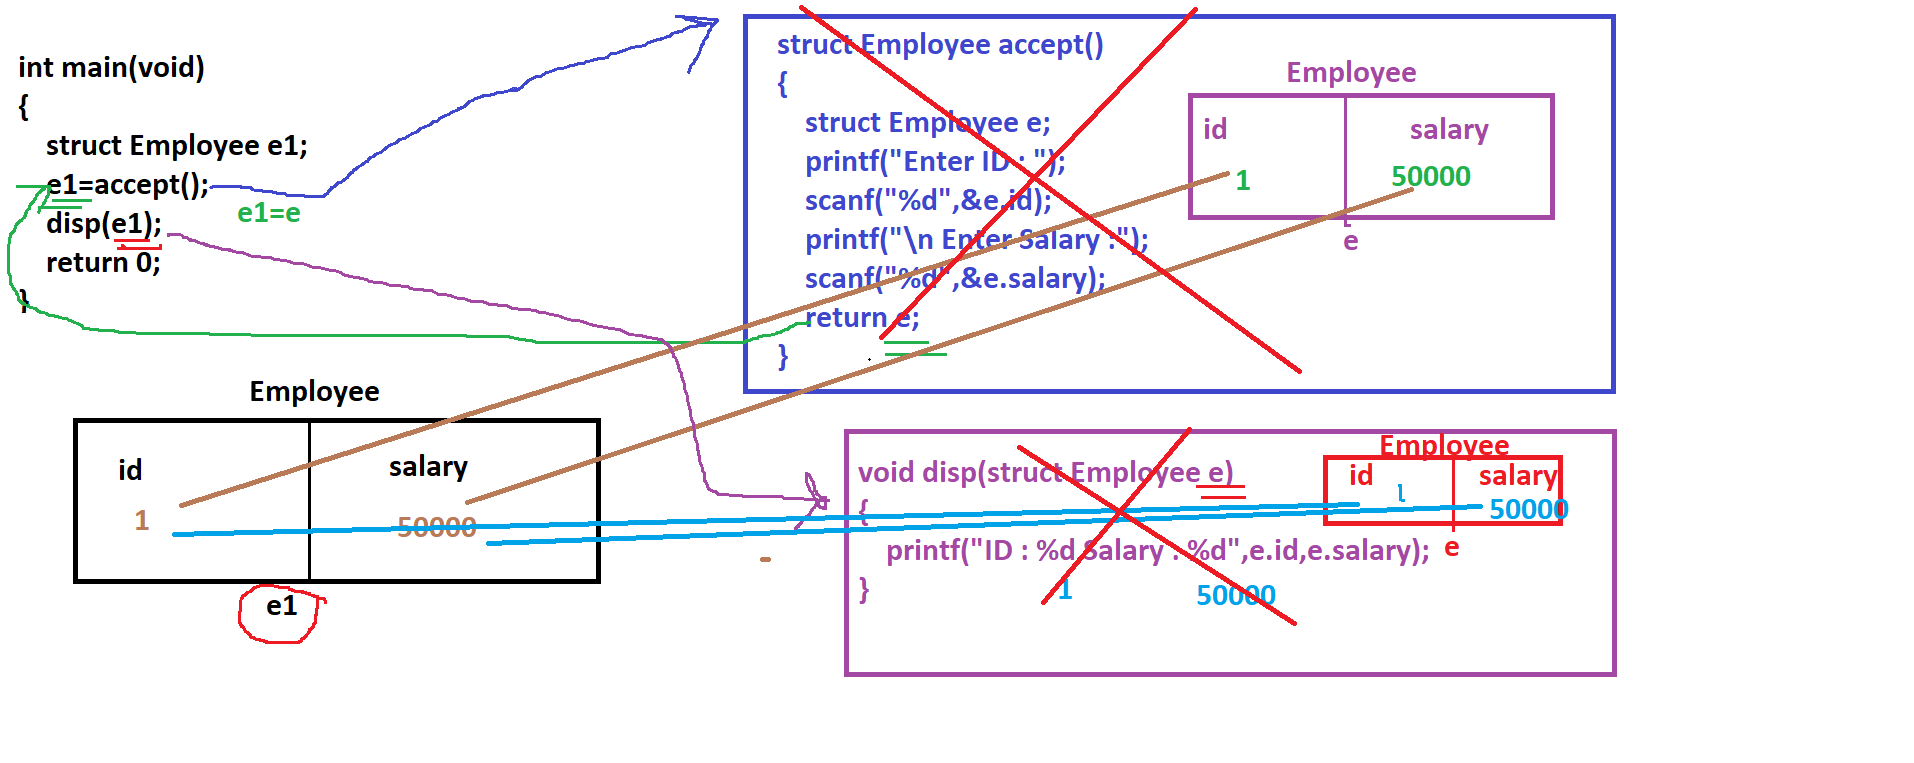 int main(void)
{
struct Employee e1;
e1=accept();
e1=e
disp(e1);
return 0;
}
struct Employee accept()
{
struct Employee e;
printf("Enter ID : ");
scanf("%d",&e.id);
printf("\n Enter Salary :");
scanf("%d",&e.salary);
return e;
}
Employee
id salary
1 50000
e
Employee
id salary
1 50000
e1
void disp(struct Employee e)
{
printf("ID : %d Salary : %d",e.id,e.salary);
}
1 50000
Employee
id salary
1 50000
e